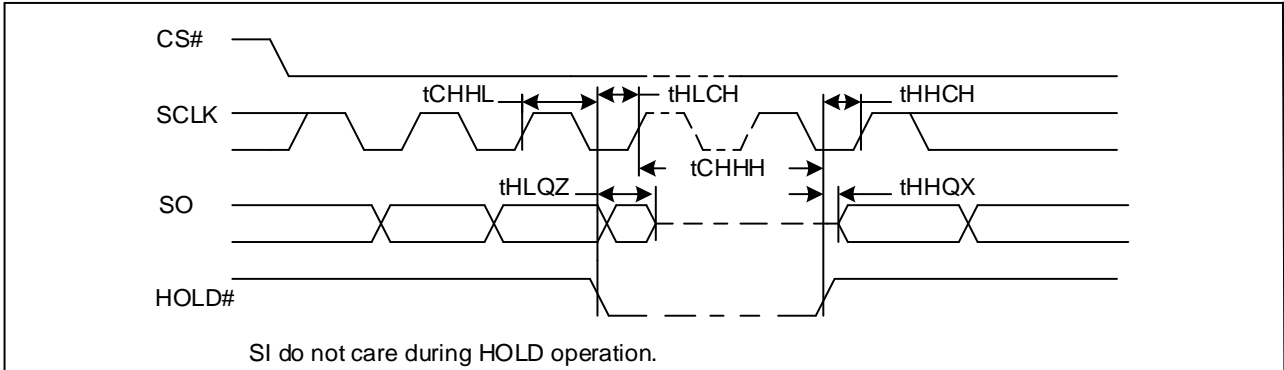 CS#
tCHHL
tHLCH
tHHCH
SCLK
tCHHH
tHLQZ
tHHQX
SO
HOLD#
SI do not care during HOLD operation.